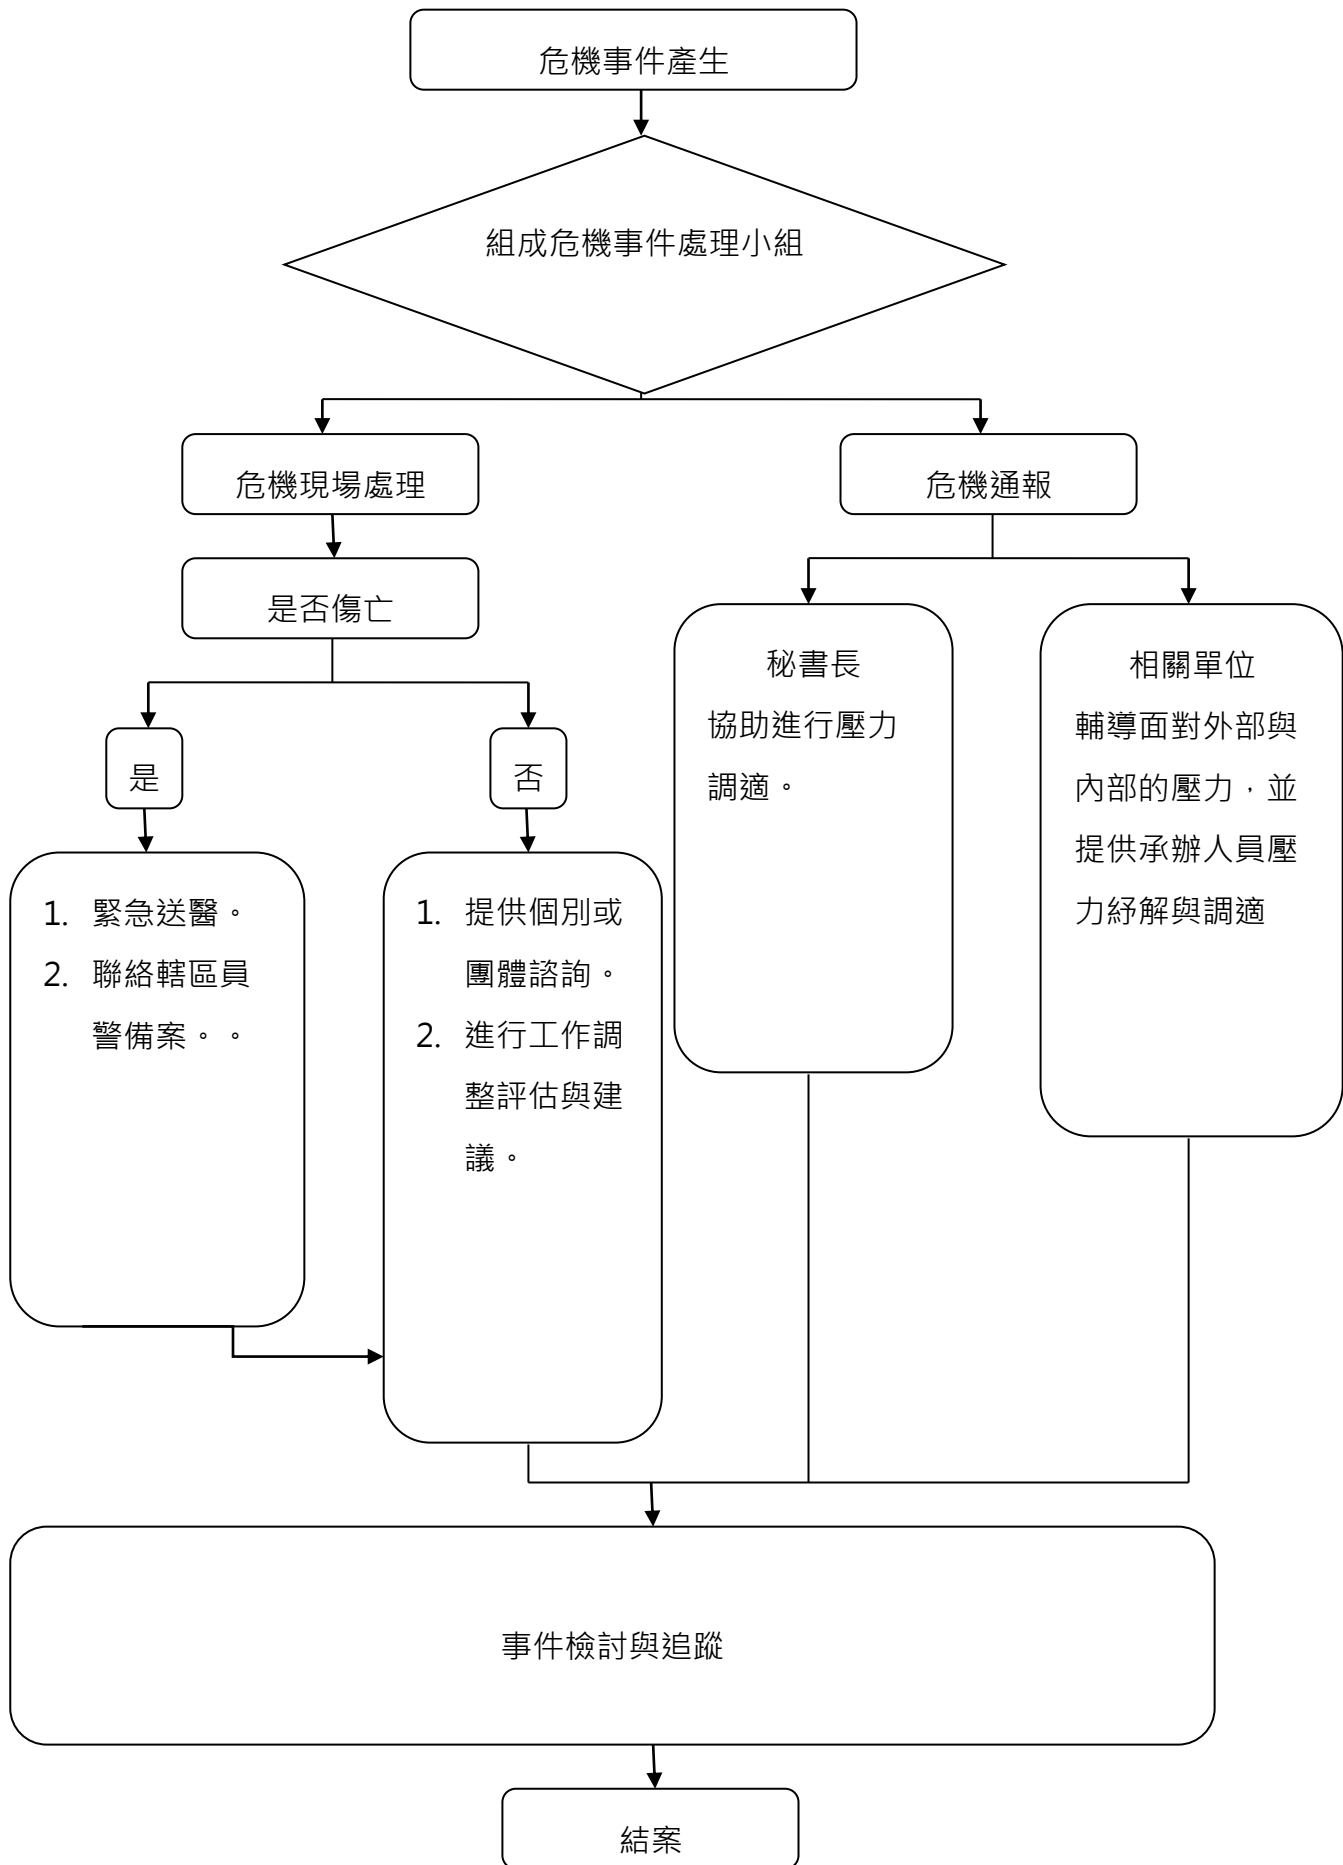 危機事件產生
組成危機事件處理小組
危機現場處理
危機通報
是否傷亡
是
否
1. 緊急送醫。
2. 聯絡轄區員
警備案。。
1. 提供個別或
團體諮詢。
2. 進行工作調
整評估與建
議。
秘書長
協助進行壓力
調適。
相關單位
輔導面對外部與
內部的壓力，並
提供承辦人員壓
力紓解與調適
事件檢討與追蹤
結案